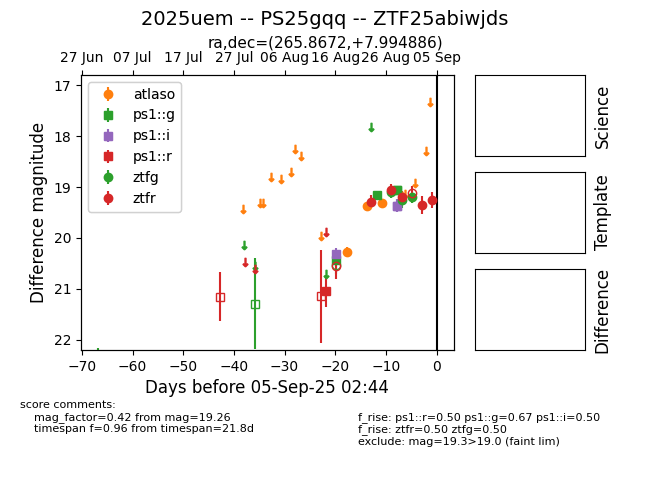 2025uem -- PS25gqq -- ZTF25abiwjds
ra,dec=(265.8672,+7.994886)
27 Jun 07 Jul 17 Jul 27 Jul 06 Aug 16 Aug 26 Aug 05 Sep
17
18
19
20
21
22
Difference magnitude
atlaso
ps1::g
ps1::i
ps1::r
ztfg
ztfr
−70 −60 −50 −40 −30 −20 −10 0
Days before 05-Sep-25 02:44
Science
Template
Difference
score comments:
mag_factor=0.42 from mag=19.26
timespan f=0.96 from timespan=21.8d
f_rise: ps1::r=0.50 ps1::g=0.67 ps1::i=0.50
f_rise: ztfr=0.50 ztfg=0.50
exclude: mag=19.3>19.0 (faint lim)